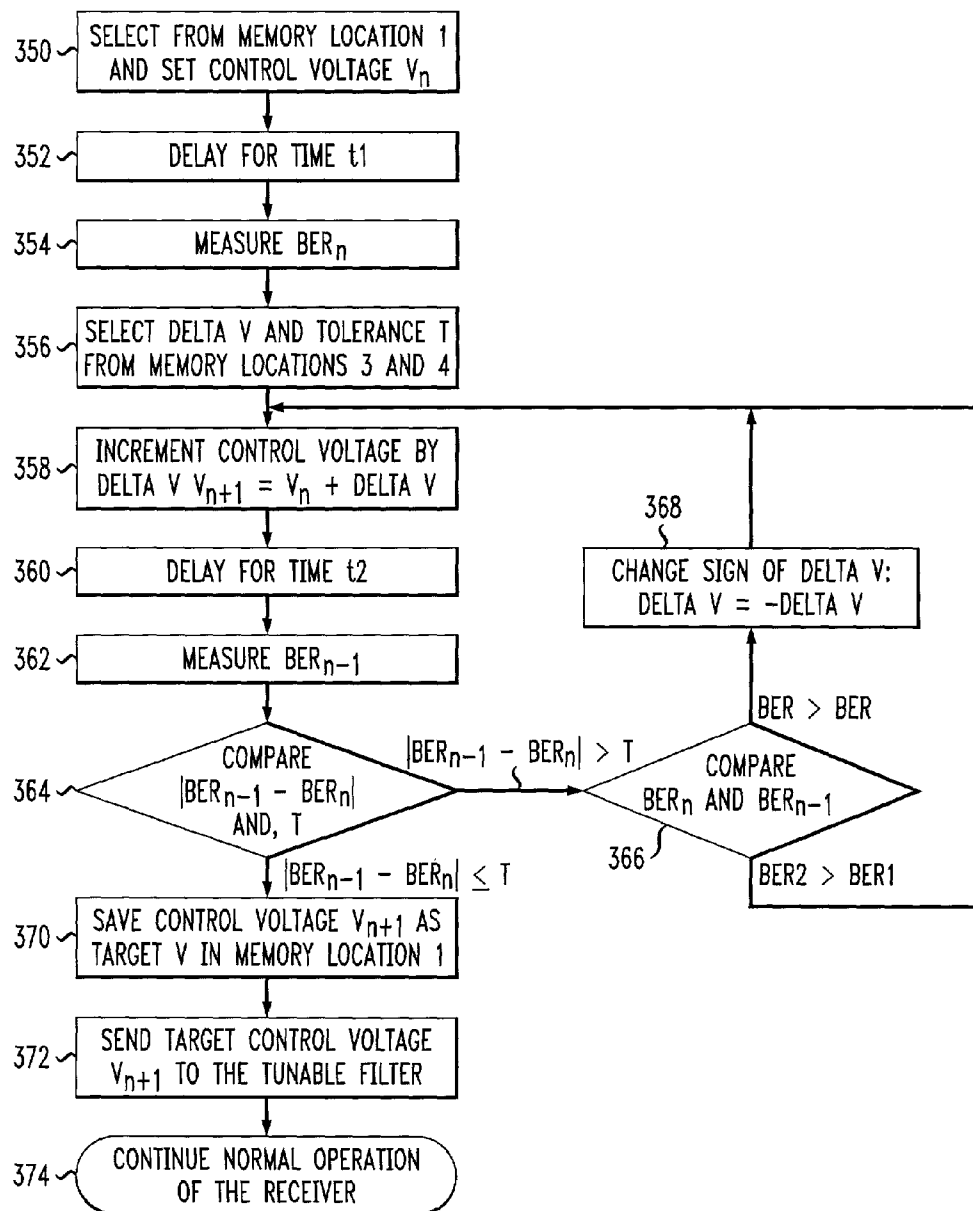 350
SELECT FROM MEMORY LOCATION 1
AND SET CONTROL VOLTAGE Vn
352
DELAY FOR TIME t1
354
MEASURE BERn
356
SELECT DELTA V AND TOLERANCE T
FROM MEMORY LOCATIONS 3 AND 4
358
INCREMENT CONTROL VOLTAGE BY
DELTA V Vn+1 = Vn + DELTA V
360
DELAY FOR TIME t2
362
MEASURE BERn-1
364
COMPARE
|BERn-1 - BERn|
AND, T
|BERn-1 - BERn| > T
366
COMPARE
BERn AND BERn-1
BER > BER
368
CHANGE SIGN OF DELTA V:
DELTA V = -DELTA V
BER2 > BER1
|BERn-1 - BERn| ≤ T
370
SAVE CONTROL VOLTAGE Vn+1 AS
TARGET V IN MEMORY LOCATION 1
372
SEND TARGET CONTROL VOLTAGE
Vn+1 TO THE TUNABLE FILTER
374
CONTINUE NORMAL OPERATION
OF THE RECEIVER